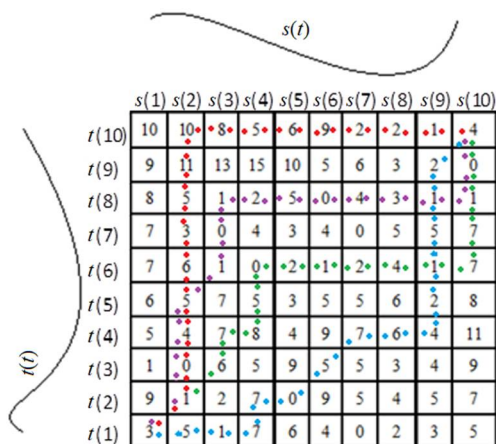 s(t)
s(1) s(2) s(3) s(4) s(5) s(6) s(7) s(8) s(9) s(10)
t(10) 10 10 8 5 6 9 2 2 1 4
t(9) 9 11 13 15 10 5 6 3 2 0
t(8) 8 5 1 2 5 0 4 3 1 1
t(7) 7 3 0 4 3 4 0 5 5 7
t(6) 7 6 1 0 2 1 2 4 1 7
t(5) 6 5 7 5 3 5 5 6 2 8
t(4) 5 4 7 8 4 9 7 6 4 11
t(3) 1 0 6 5 9 5 5 3 4 9
t(2) 9 1 2 7 0 9 5 4 5 7
t(1) 3 5 1 7 6 4 0 2 3 5
t(t)